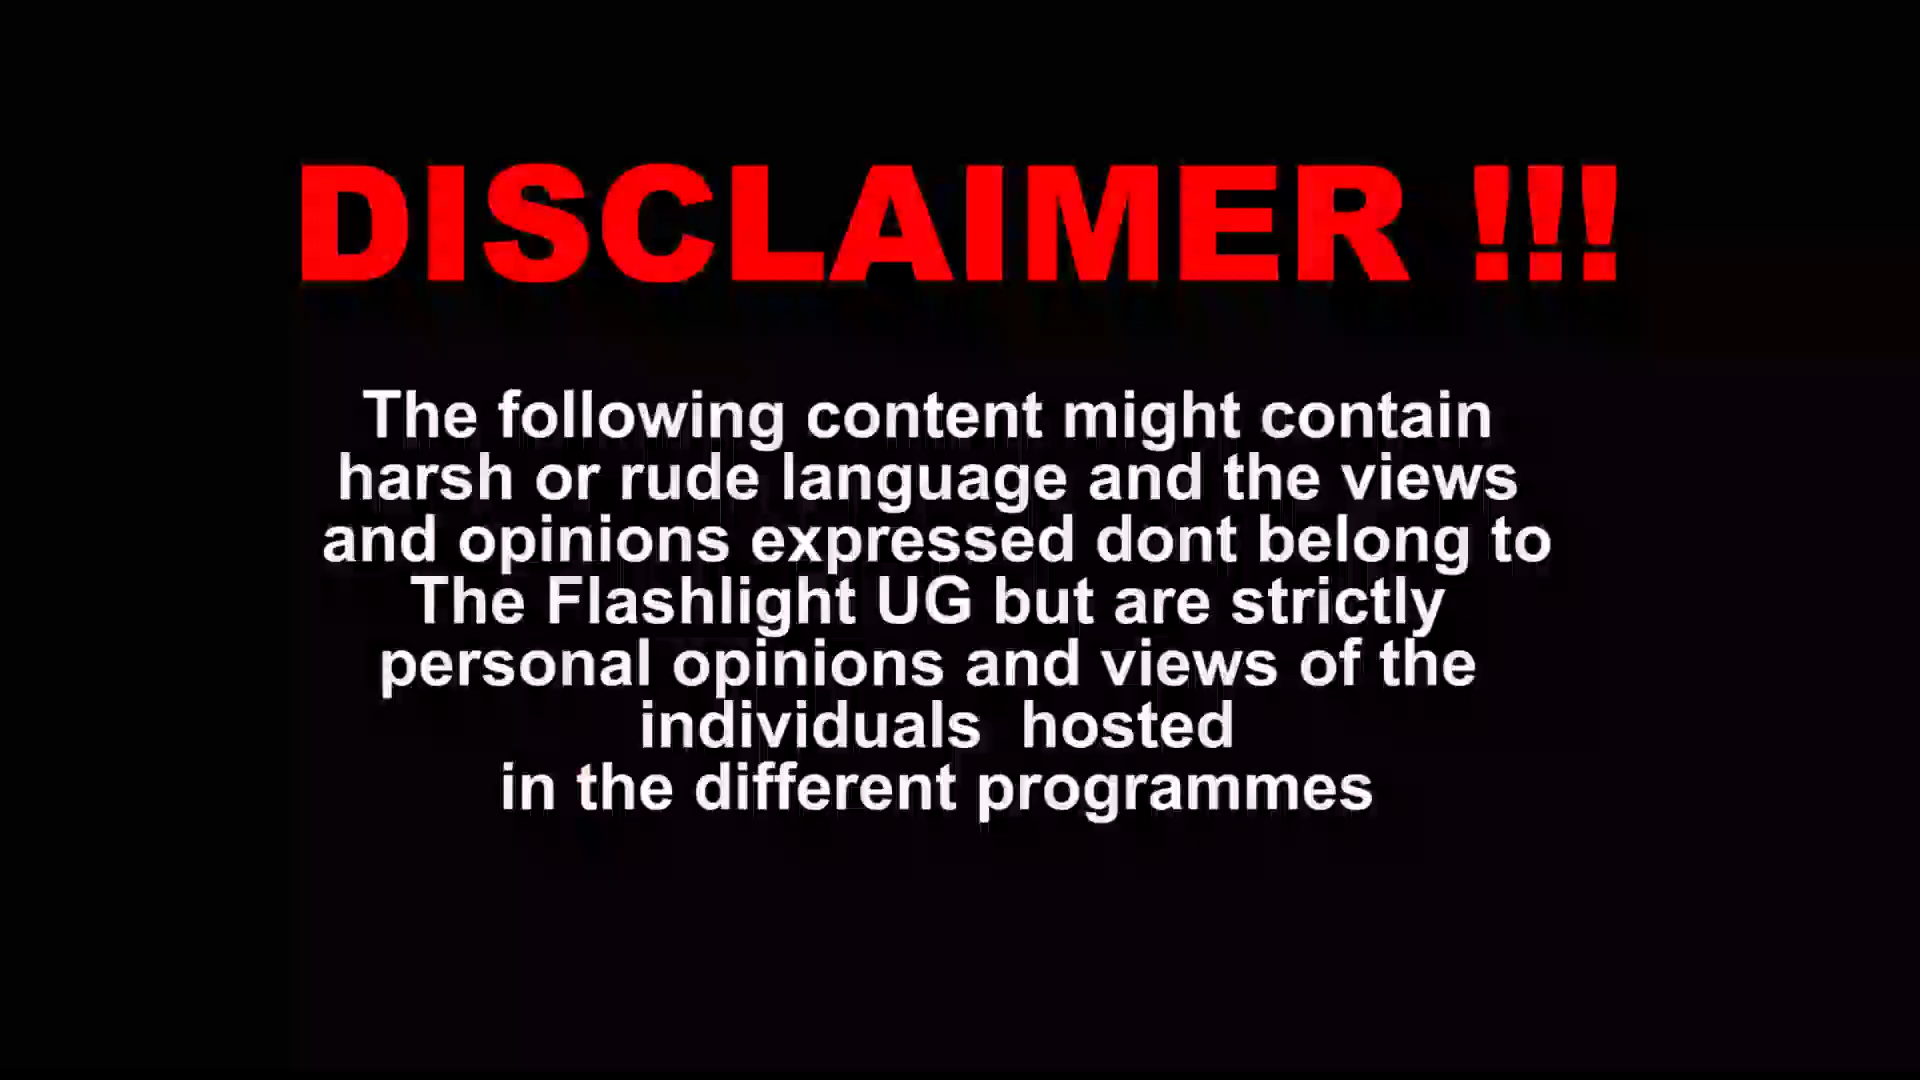 DISCLAIMER !!!
The following content might contain
harsh or rude language and the views
and opinions expressed dont belong to
The Flashlight UG but are strictly
personal opinions and views of the
individuals  hosted
in the different programmes